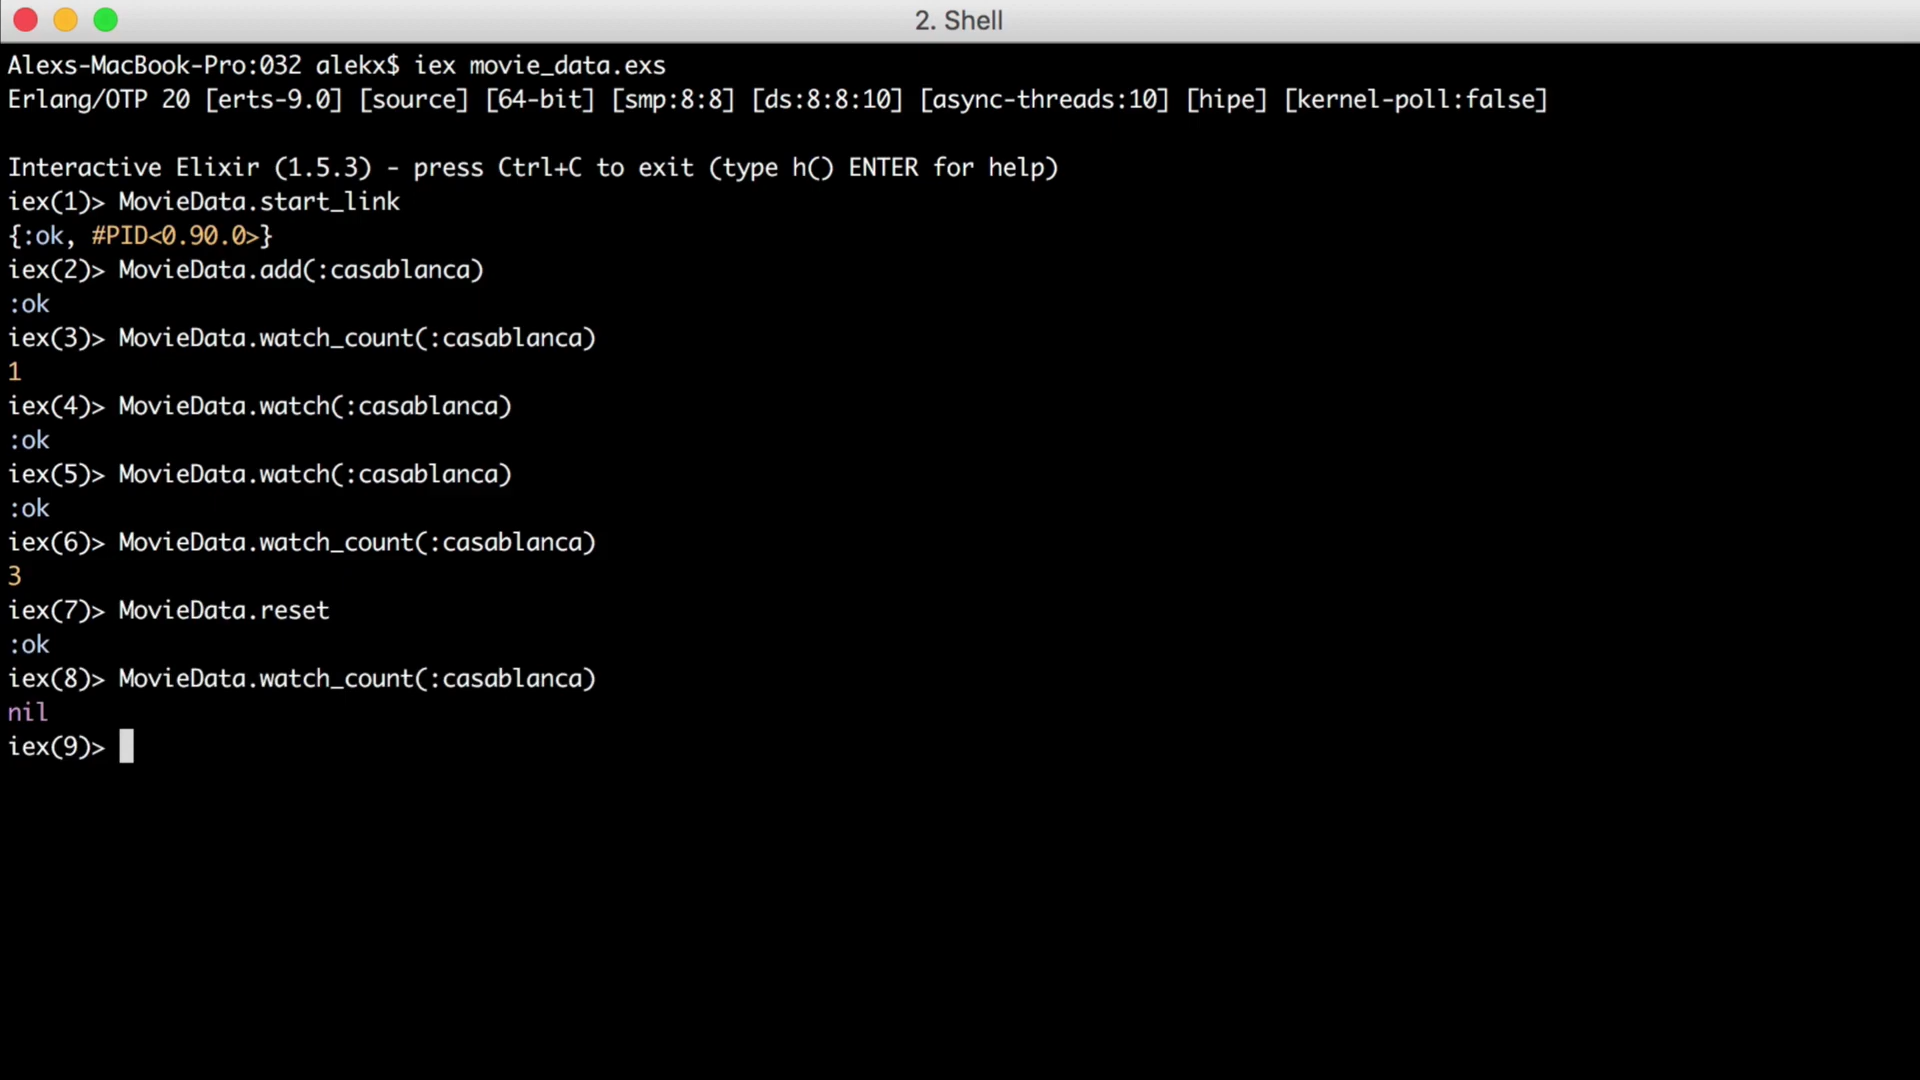 2. Shell
Alexs-MacBook-Pro:032 alekx$ iex movie_data.exs
Erlang/OTP 20 [erts-9.0] [source] [64-bit] [smp:8:8] [ds:8:8:10] [async-threads:10] [hipe] [kernel-poll:false]
Interactive Elixir (1.5.3) - press Ctrl+C to exit (type h() ENTER for help)
iex(1)> MovieData.start_link
{:ok, #PID<0.90.0>}
iex(2)> MovieData.add(:casablanca)
:ok
iex(3)> MovieData.watch_count(:casablanca)
1
iex(4)> MovieData.watch(:casablanca)
:ok
iex(5)> MovieData.watch(:casablanca)
:ok
iex(6)> MovieData.watch_count(:casablanca)
3
iex(7)> MovieData.reset
:ok
iex(8)> MovieData.watch_count(:casablanca)
nil
iex(9)>